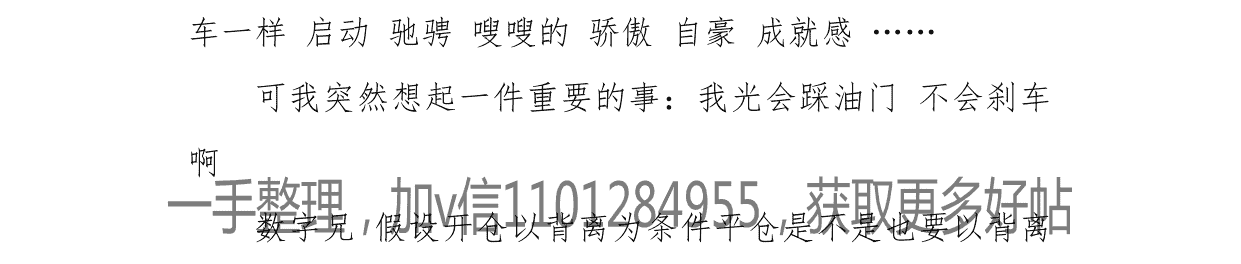 车一样 启动 驰骋 嗖嗖的 骄傲 自豪 成就感 ……
可我突然想起一件重要的事：我光会踩油门 不会刹车
啊
一手整理，加v信1101284955，获取更多好帖
数字兄 假设开仓以背离为条件平仓是不是也要以背离